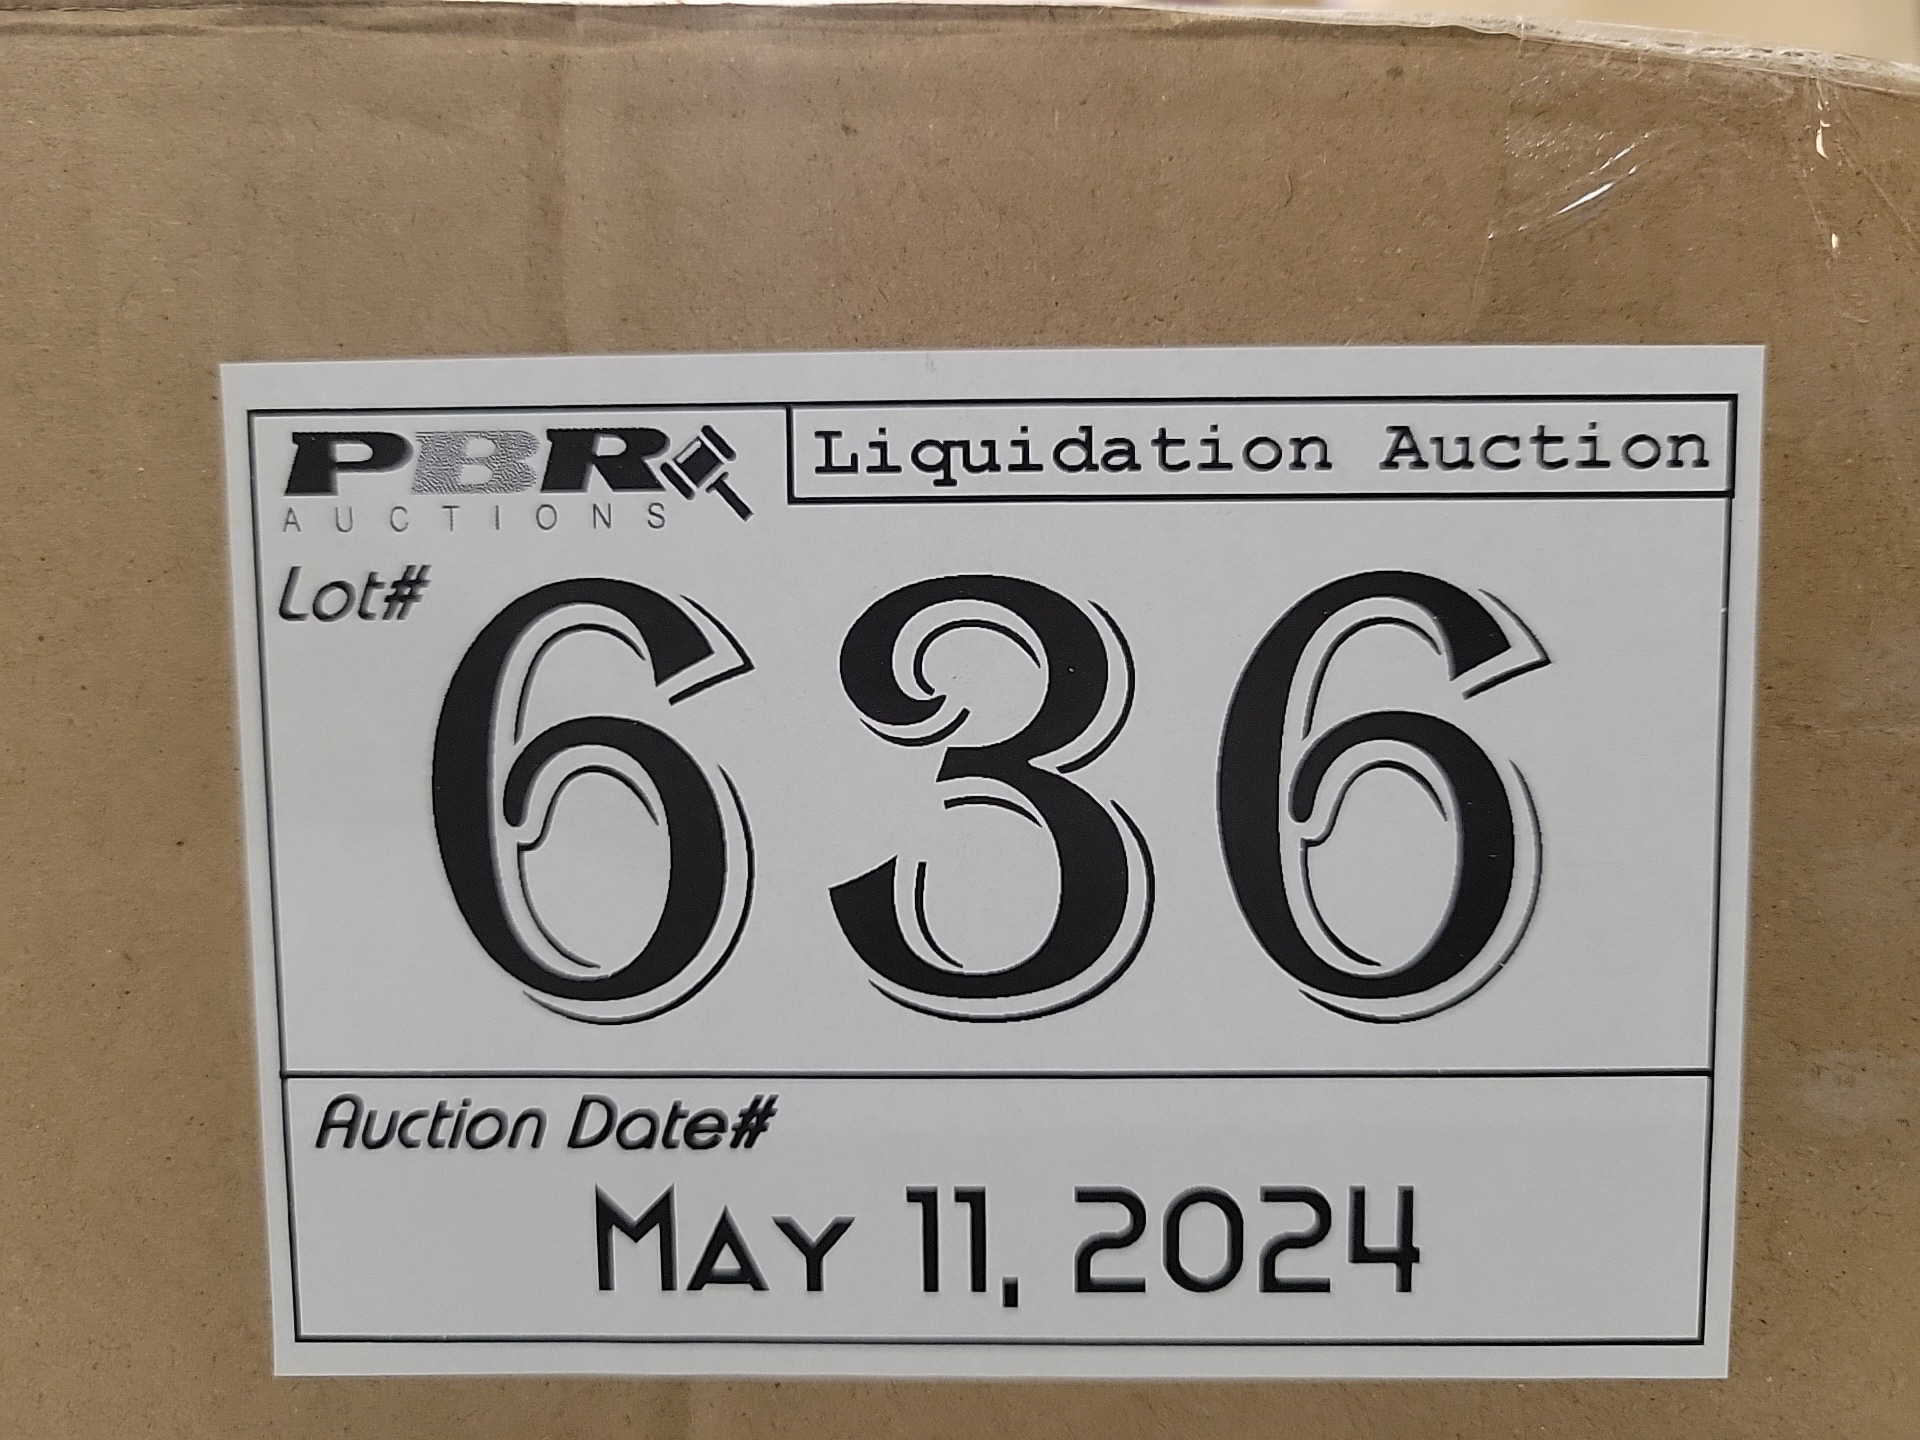 PBR
AUCTIONS
Liquidation Auction
Lot#
636
Auction Date#
May 11, 2024